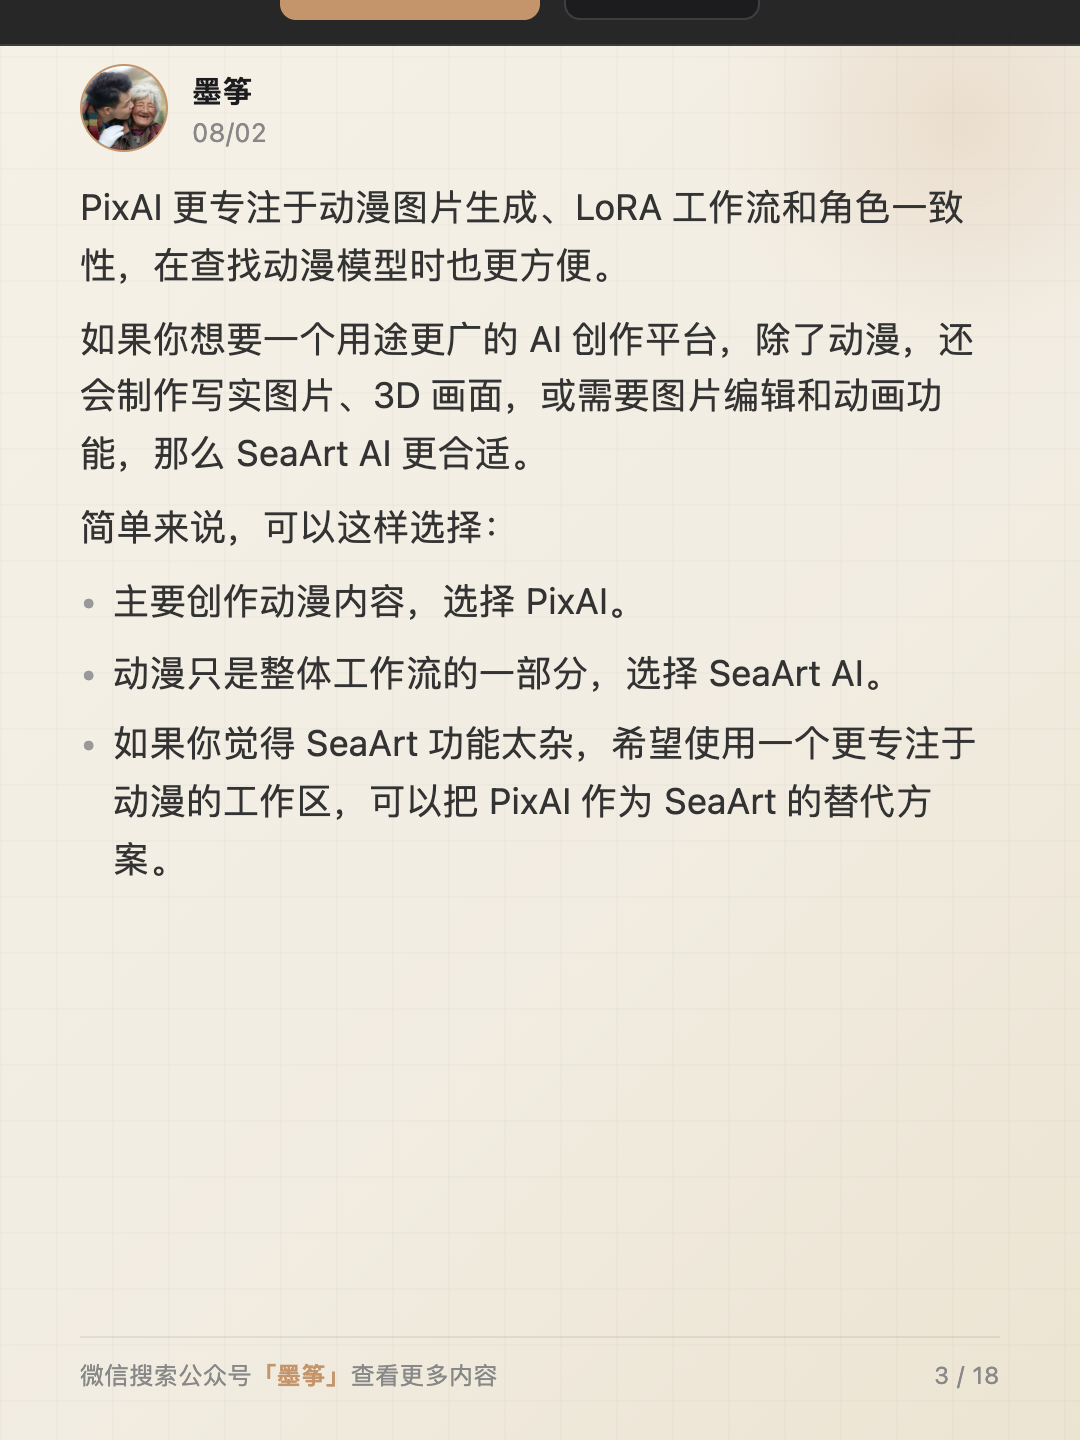 墨筝
08/02
PixAI 更专注于动漫图片生成、LoRA 工作流和角色一致
性，在查找动漫模型时也更方便。
如果你想要一个用途更广的 AI 创作平台，除了动漫，还
会制作写实图片、3D 画面，或需要图片编辑和动画功
能，那么 SeaArt AI 更合适。
简单来说，可以这样选择：
• 主要创作动漫内容，选择 PixAI。
• 动漫只是整体工作流的一部分，选择 SeaArt AI。
• 如果你觉得 SeaArt 功能太杂，希望使用一个更专注于
动漫的工作区，可以把 PixAI 作为 SeaArt 的替代方
案。
微信搜索公众号「墨筝」查看更多内容
3 / 18